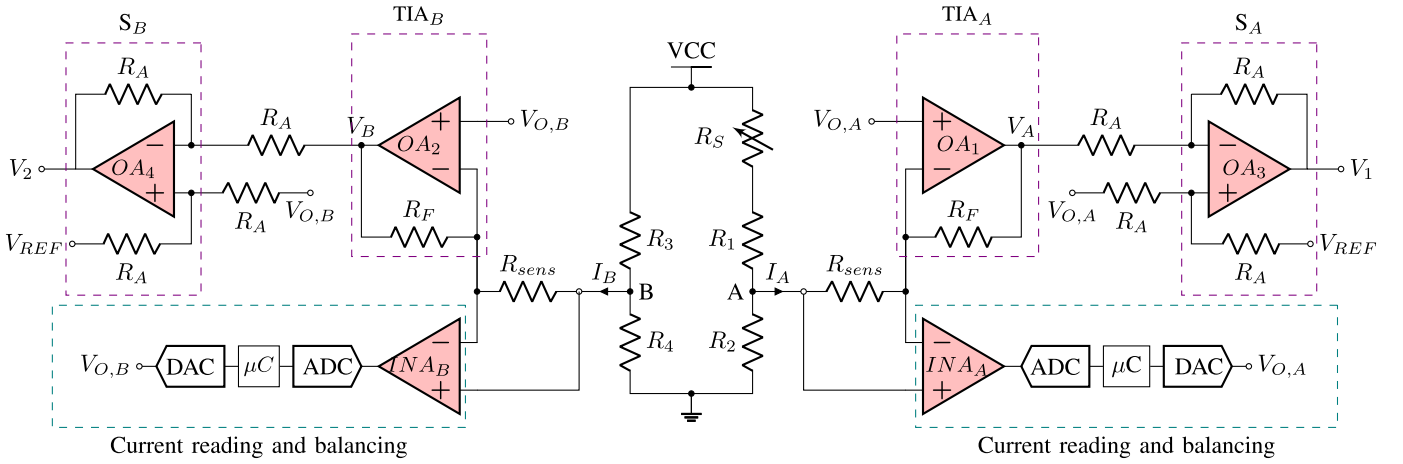 S_B
TIA_B
VCC
TIA_A
S_A
R_A
R_A
V_B
+
V_{O,B}
V_{O,A}
+
V_A
R_A
R_A
R_S
V_2
OA_4
−
OA_2
−
OA_1
−
−
OA_3
V_1
+
R_A
V_{O,B}
V_{O,A}
R_A
+
V_{REF}
R_A
R_F
R_3
R_1
R_F
R_A
V_{REF}
R_{sens}
I_B
B
A
I_A
R_{sens}
V_{O,B}
DAC
μC
ADC
INA_B
−
+
R_4
R_2
−
+
INA_A
ADC
μC
DAC
V_{O,A}
Current reading and balancing
Current reading and balancing